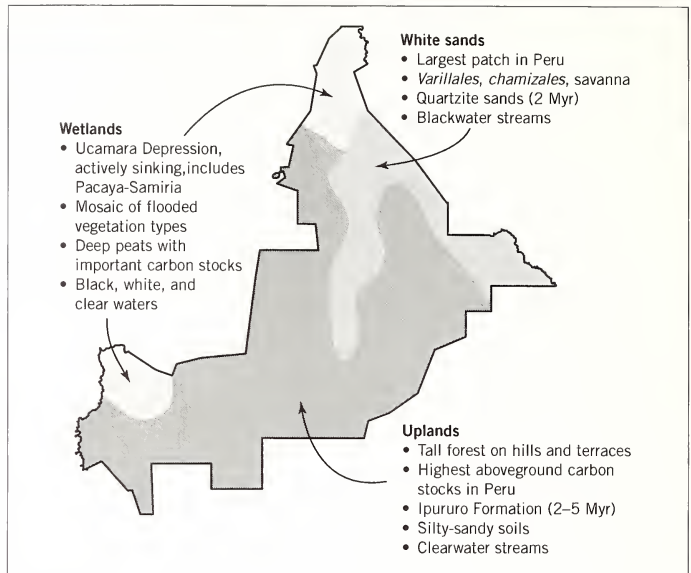 White sands
• Largest patch in Peru
• Varillales, chamizales, savanna
• Quartzite sands (2 Myr)
• Blackwater streams
Wetlands
• Ucamara Depression,
actively sinking,includes
Pacaya-Samiria
• Mosaic of flooded
vegetation types
• Deep peats with
important carbon stocks
• Black, white, and
clear waters
Uplands
• Tall forest on hills and terraces
• Highest aboveground carbon
stocks in Peru
• Ipururo Formation (2–5 Myr)
• Silty-sandy soils
• Clearwater streams